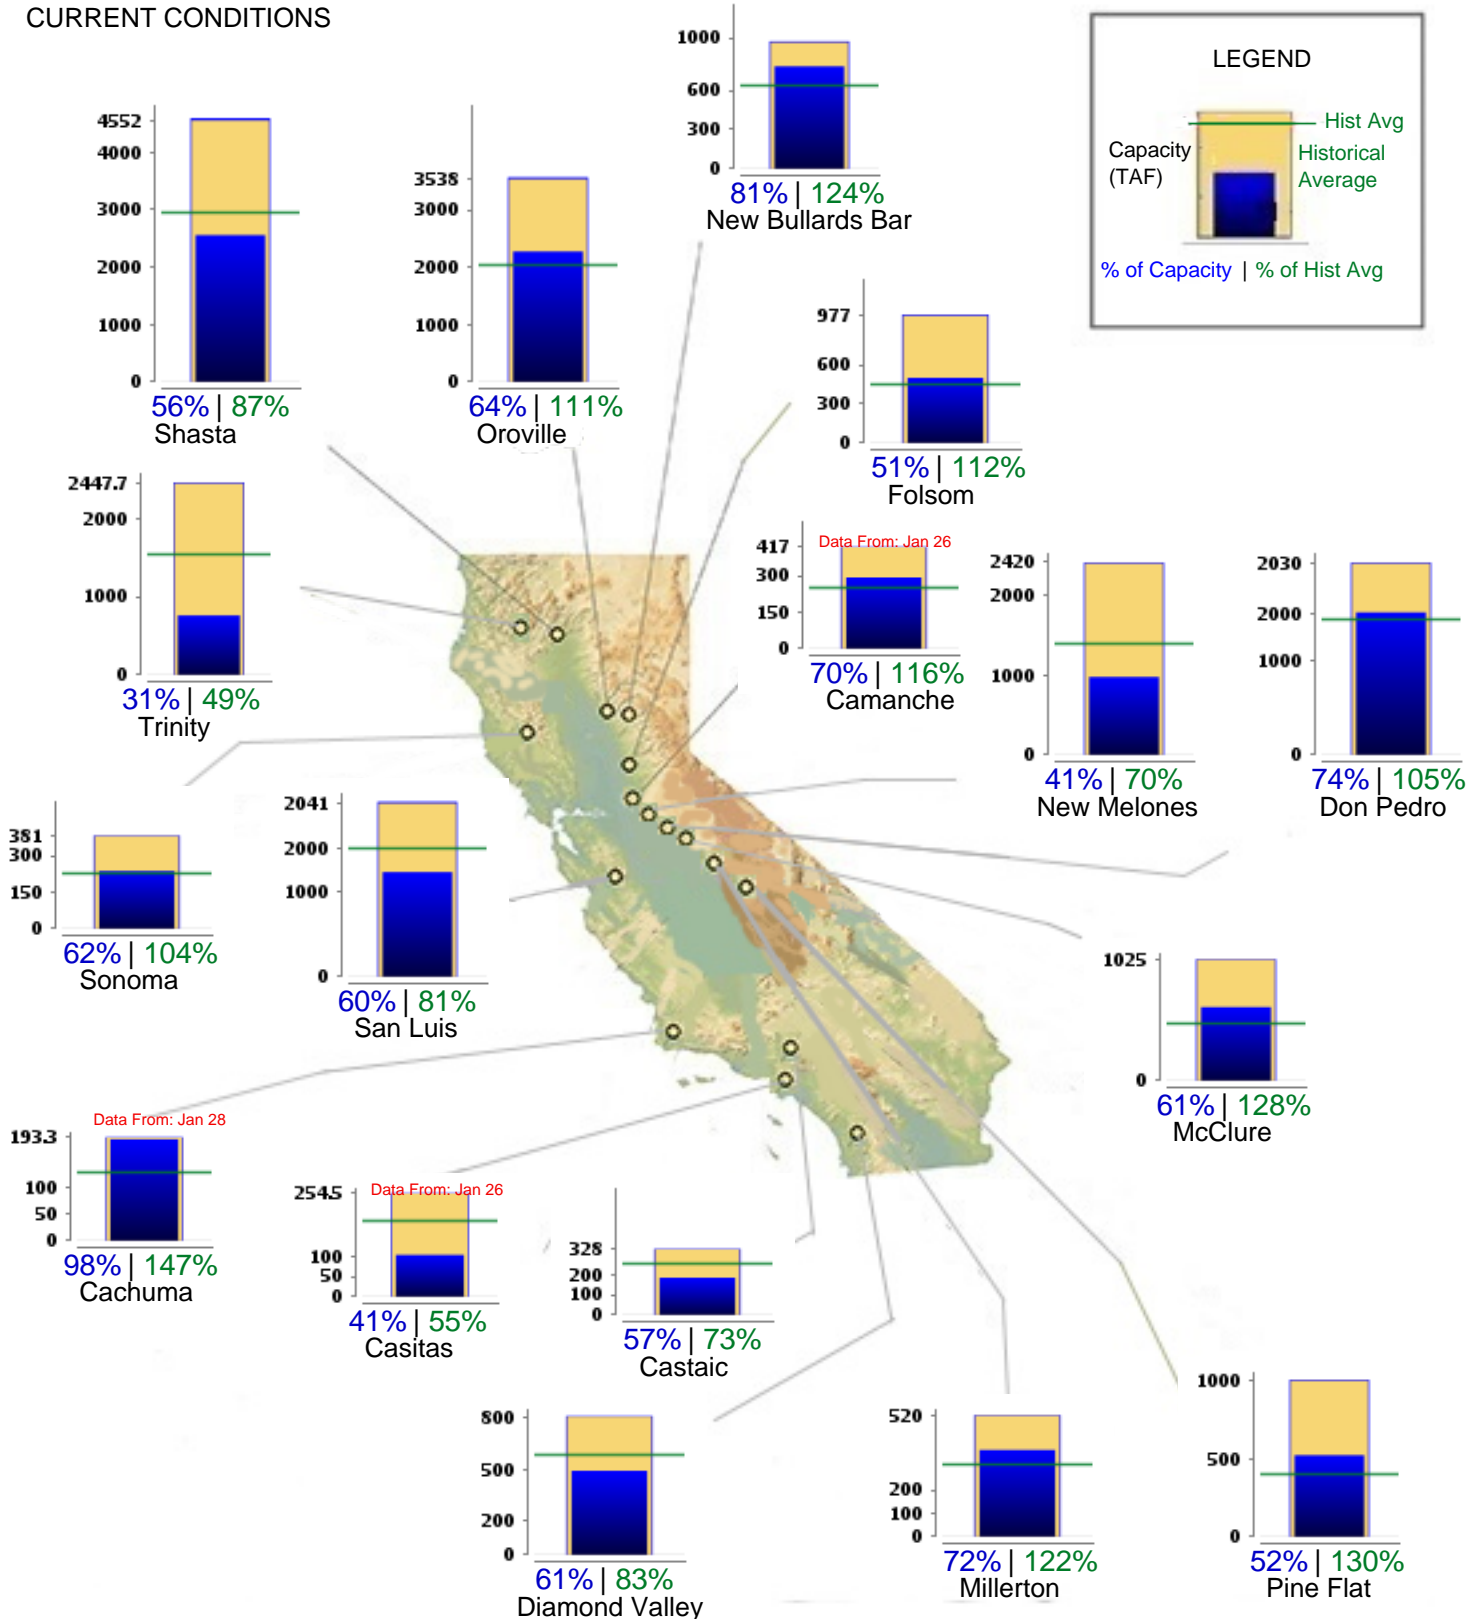 CURRENT CONDITIONS
LEGEND
Hist Avg
Capacity
(TAF)
Historical
Average
% of Capacity | % of Hist Avg
1000
600
300
0
81% | 124%
New Bullards Bar
4552
4000
3000
2000
1000
0
56% | 87%
Shasta
3538
3000
2000
1000
0
64% | 111%
Oroville
977
600
300
0
51% | 112%
Folsom
2447.7
2000
1000
0
31% | 49%
Trinity
Data From: Jan 26
417
300
150
0
70% | 116%
Camanche
2420
2000
1000
0
41% | 70%
New Melones
2030
2000
1000
0
74% | 105%
Don Pedro
381
300
150
0
62% | 104%
Sonoma
2041
2000
1000
0
60% | 81%
San Luis
1025
0
61% | 128%
McClure
Data From: Jan 28
193.3
100
50
0
98% | 147%
Cachuma
Data From: Jan 26
254.5
100
50
0
41% | 55%
Casitas
328
200
100
0
57% | 73%
Castaic
800
500
200
0
61% | 83%
Diamond Valley
520
200
100
0
72% | 122%
Millerton
1000
500
0
52% | 130%
Pine Flat